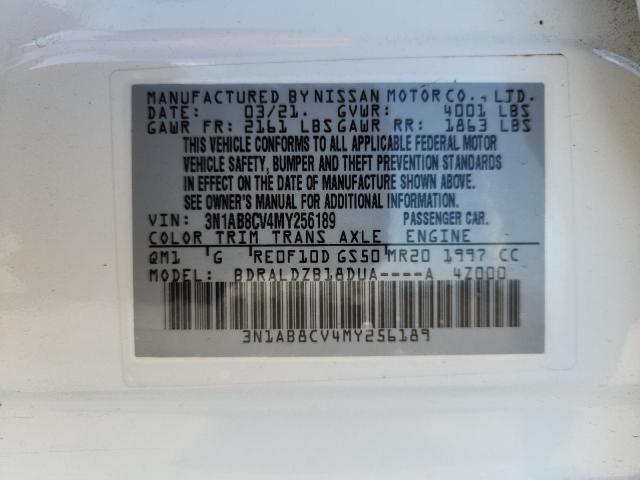 MANUFACTURED BY NISSAN MOTOR CO., LTD.
DATE: 03/21. GVWR: 4001 LBS
GAWR FR: 2161 LBS GAWR RR: 1863 LBS
THIS VEHICLE CONFORMS TO ALL APPLICABLE FEDERAL MOTOR
VEHICLE SAFETY, BUMPER AND THEFT PREVENTION STANDARDS
IN EFFECT ON THE DATE OF MANUFACTURE SHOWN ABOVE.
SEE OWNER'S MANUAL FOR ADDITIONAL INFORMATION.
VIN: 3N1AB8CV4MY256189 PASSENGER CAR.
COLOR TRIM TRANS AXLE ENGINE
QM1 G RE0F10D GS50 MR20 1997 CC
MODEL: BDRALDZB18DUA----A 4Z000
3N1AB8CV4MY256189